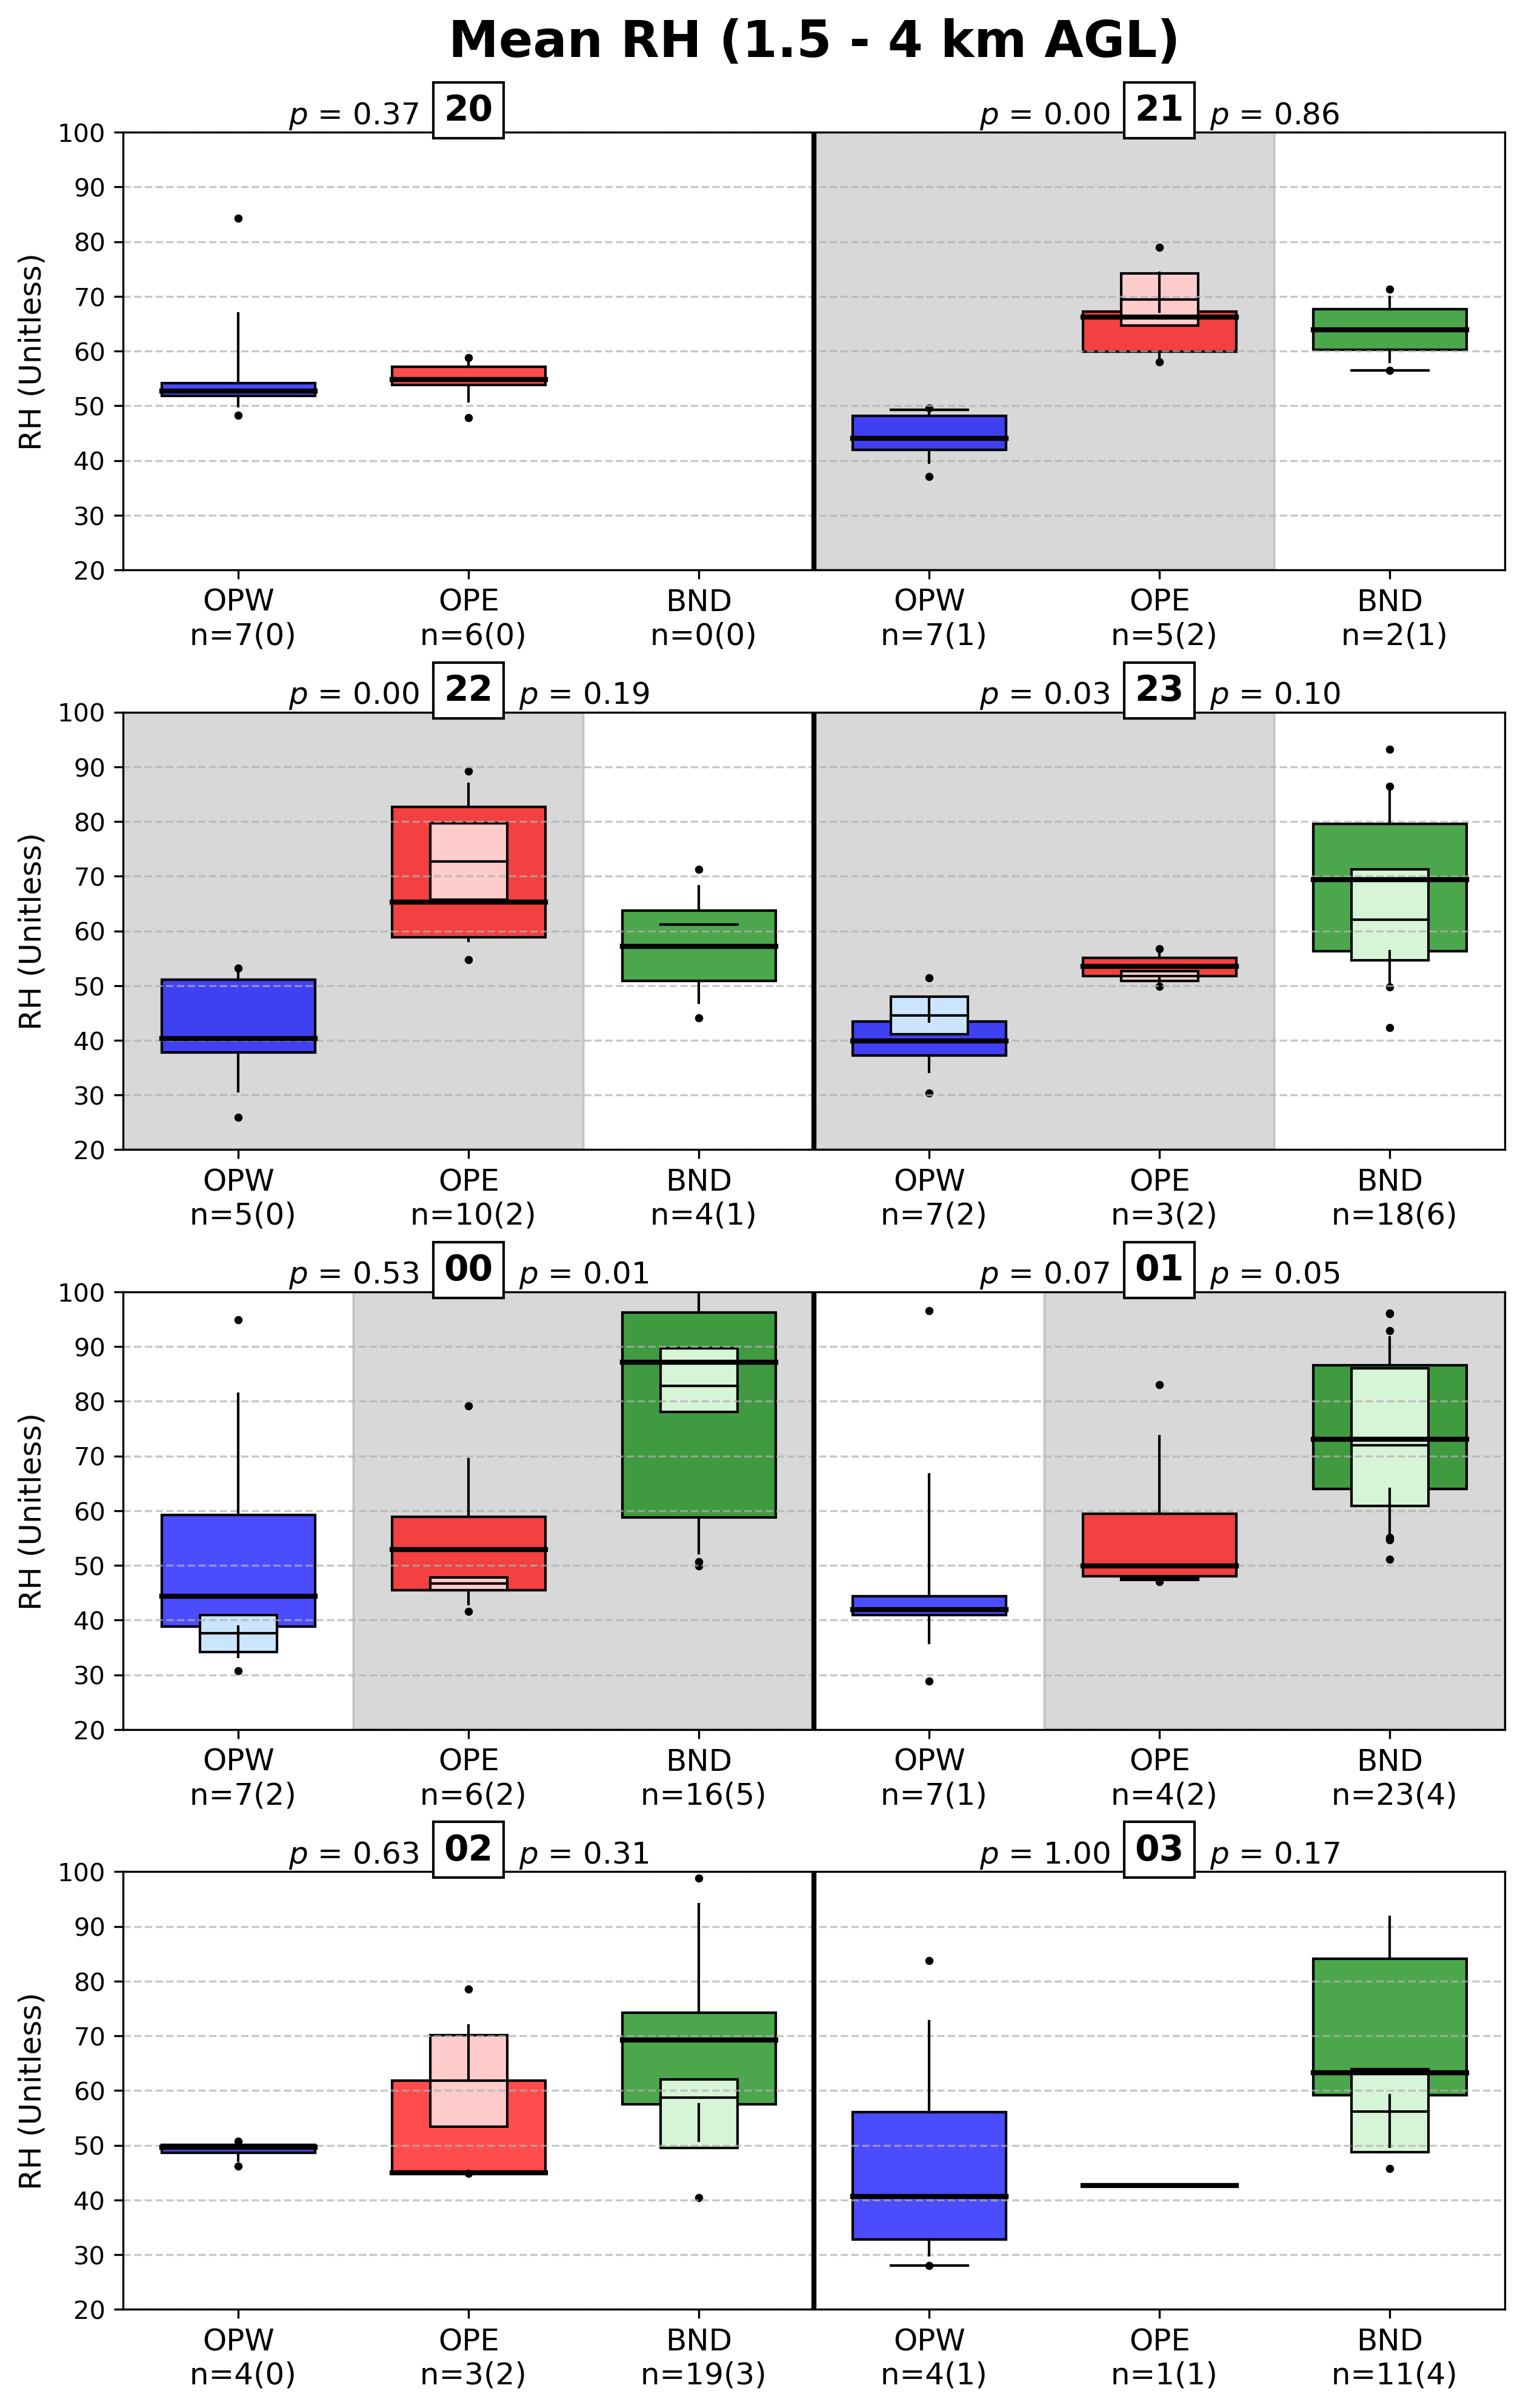 Mean RH (1.5 - 4 km AGL)
p = 0.37 20
p = 0.00 21 p = 0.86
100
90
80
70
60
50
40
30
20
RH (Unitless)
OPW OPE BND OPW OPE BND
n=7(0) n=6(0) n=0(0) n=7(1) n=5(2) n=2(1)
p = 0.00 22 p = 0.19
p = 0.03 23 p = 0.10
100
90
80
70
60
50
40
30
20
RH (Unitless)
OPW OPE BND OPW OPE BND
n=5(0) n=10(2) n=4(1) n=7(2) n=3(2) n=18(6)
p = 0.53 00 p = 0.01
p = 0.07 01 p = 0.05
100
90
80
70
60
50
40
30
20
RH (Unitless)
OPW OPE BND OPW OPE BND
n=7(2) n=6(2) n=16(5) n=7(1) n=4(2) n=23(4)
p = 0.63 02 p = 0.31
p = 1.00 03 p = 0.17
100
90
80
70
60
50
40
30
20
RH (Unitless)
OPW OPE BND OPW OPE BND
n=4(0) n=3(2) n=19(3) n=4(1) n=1(1) n=11(4)